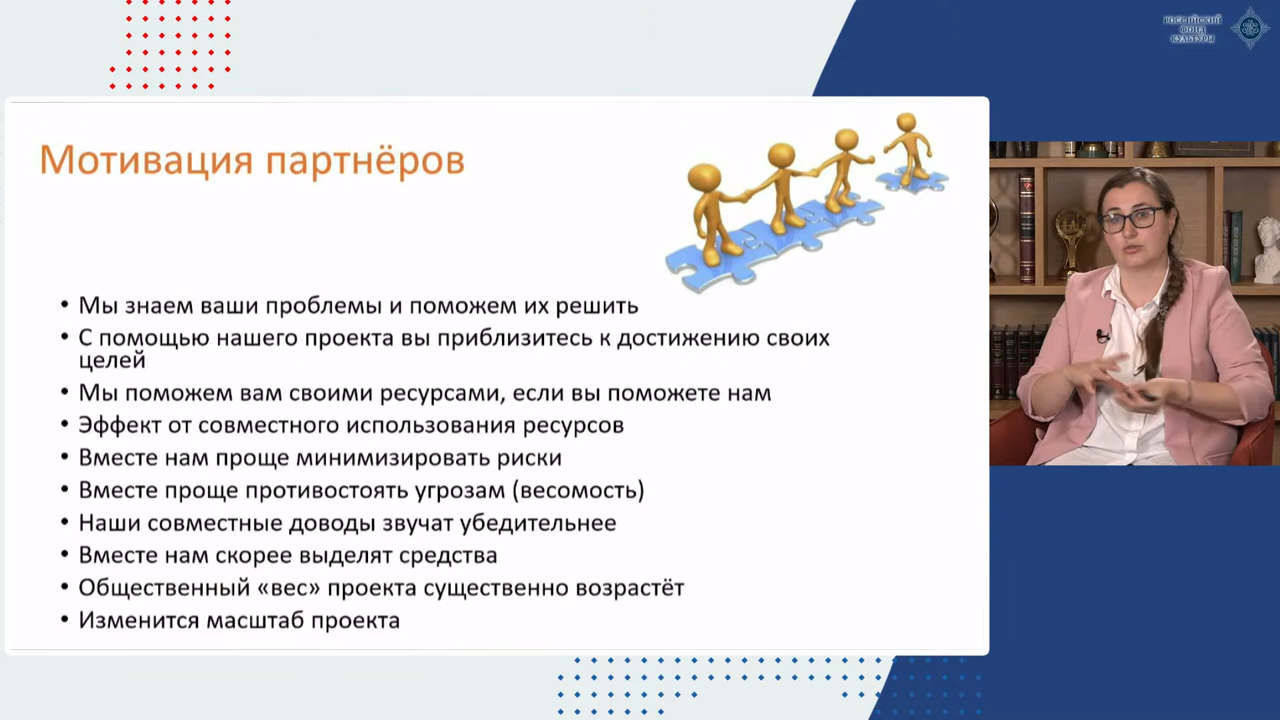 РОССИЙСКИЙ
ФОНД
КУЛЬТУРЫ
Мотивация партнёров
• Мы знаем ваши проблемы и поможем их решить
• С помощью нашего проекта вы приблизитесь к достижению своих
целей
• Мы поможем вам своими ресурсами, если вы поможете нам
• Эффект от совместного использования ресурсов
• Вместе нам проще минимизировать риски
• Вместе проще противостоять угрозам (весомость)
• Наши совместные доводы звучат убедительнее
• Вместе нам скорее выделят средства
• Общественный «вес» проекта существенно возрастёт
• Изменится масштаб проекта